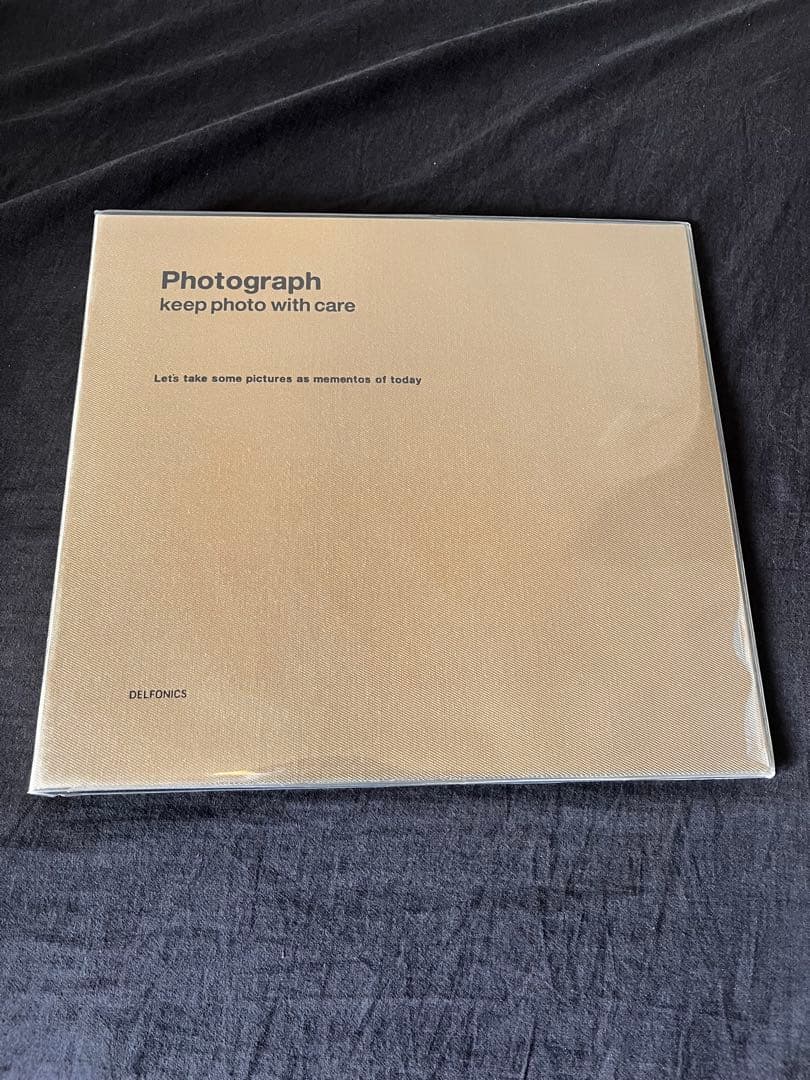 Photograph
keep photo with care
Let's take some pictures as mementos of today
DELFONICS